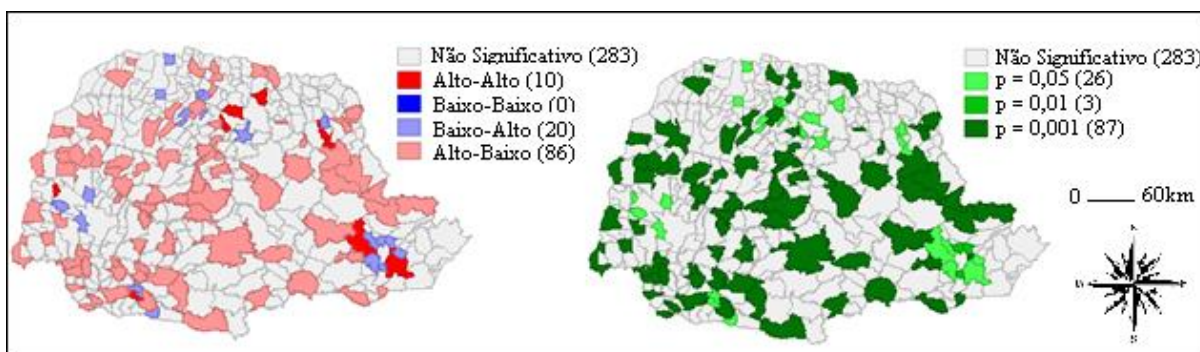 Não Significativo (283)
Alto-Alto (10)
Baixo-Baixo (0)
Baixo-Alto (20)
Alto-Baixo (86)
Não Significativo (283)
p = 0,05 (26)
p = 0,01 (3)
p = 0,001 (87)
0 60km
W
S